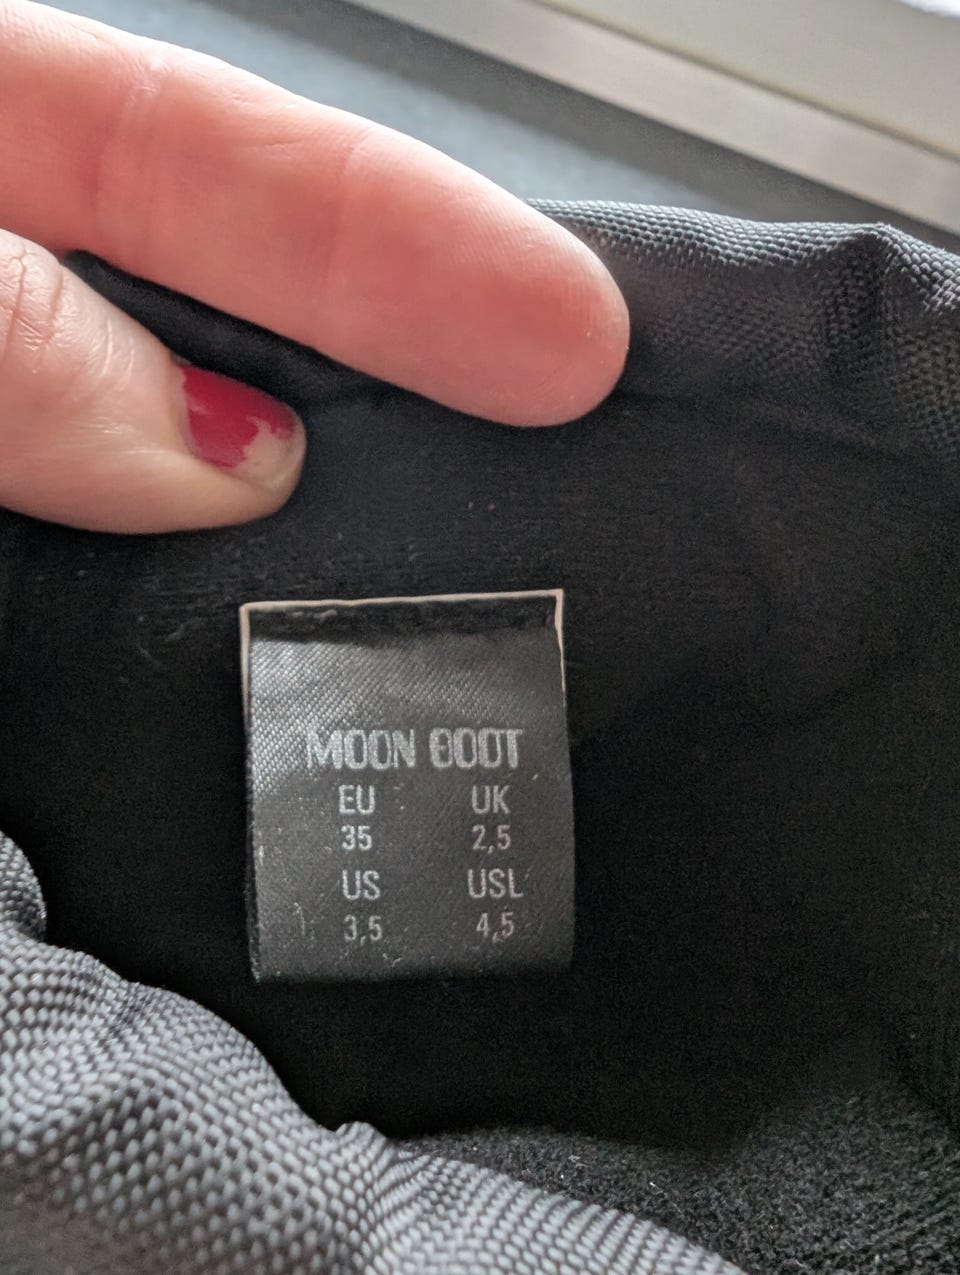 MOON BOOT
EU UK
35 2,5
US USL
3,5 4,5